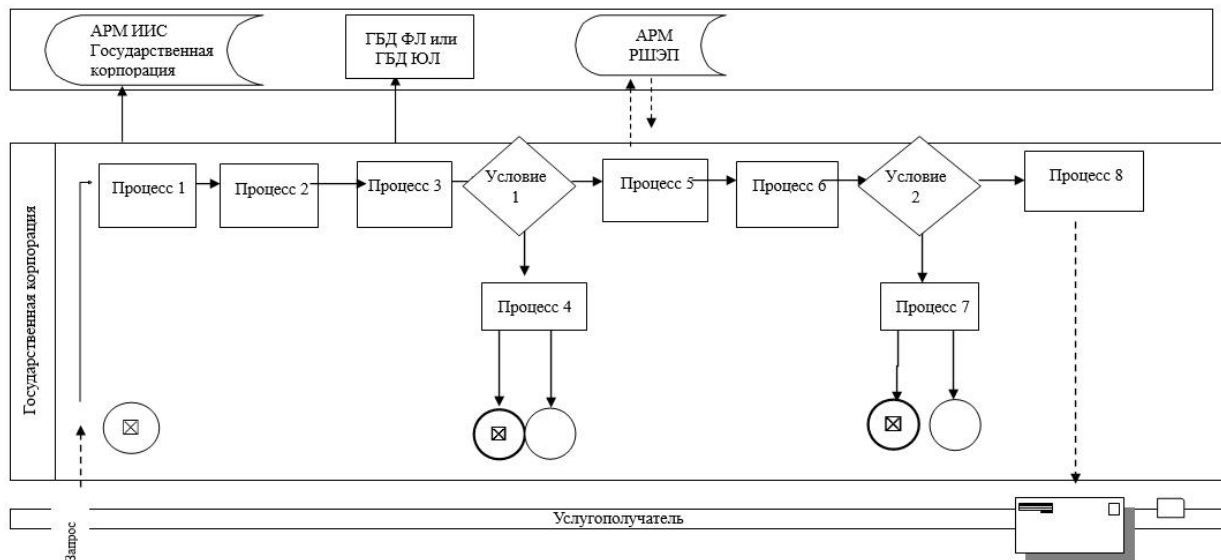 АРМ ИИС
Государственная
корпорация
ГБД ФЛ или
ГБД ЮЛ
АРМ
РШЭП
Государственная корпорация
Процесс 1
Процесс 2
Процесс 3
Условие
1
Процесс 5
Процесс 6
Условие
2
Процесс 8
Процесс 4
Процесс 7
Запрос
Услугополучатель